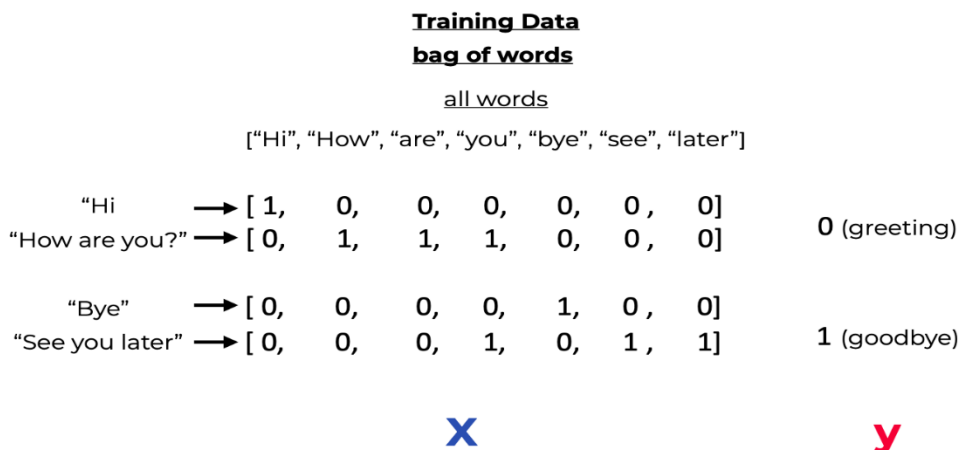 Training Data
bag of words
all words
[“Hi”, “How”, “are”, “you”, “bye”, “see”, “later”]
“Hi [ 1, 0, 0, 0, 0, 0 , 0]
“How are you?” [ 0, 1, 1, 1, 0, 0 , 0] 0 (greeting)
“Bye” [ 0, 0, 0, 0, 1, 0 , 0]
“See you later” [ 0, 0, 0, 1, 0, 1 , 1] 1 (goodbye)
X y